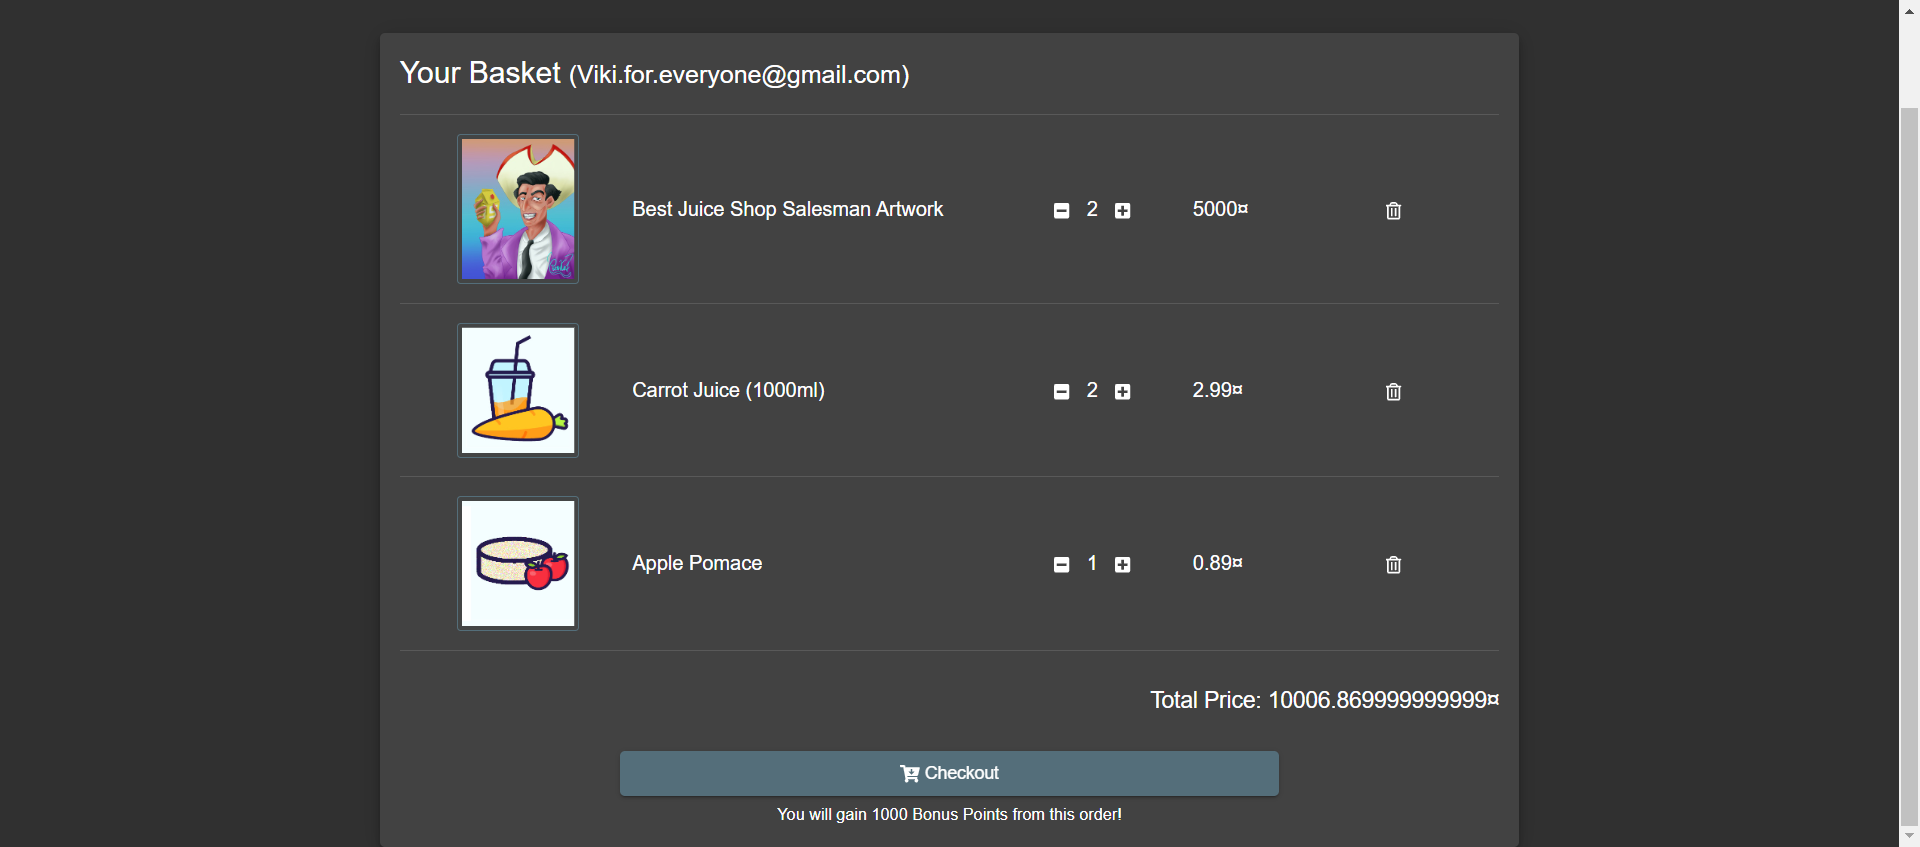 Your Basket (Viki.for.everyone@gmail.com)
Best Juice Shop Salesman Artwork 2 5000¤
Carrot Juice (1000ml) 2 2.99¤
Apple Pomace 1 0.89¤
Total Price: 10006.869999999999¤
Checkout
You will gain 1000 Bonus Points from this order!